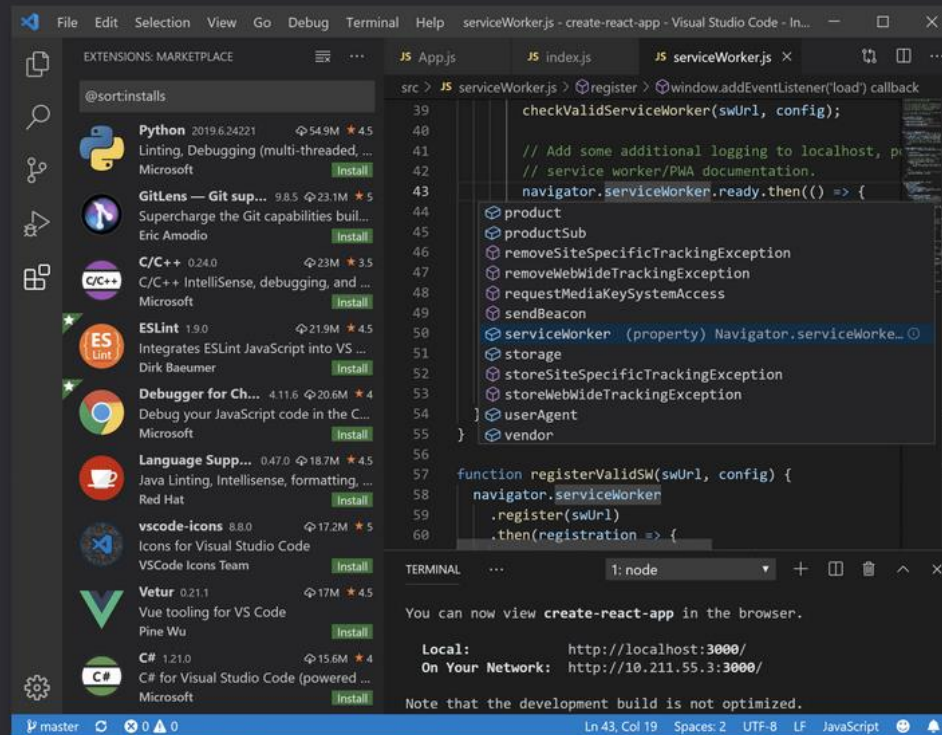 File Edit Selection View Go Debug Terminal Help serviceWorker.js - create-react-app - Visual Studio Code - In...
EXTENSIONS: MARKETPLACE
@sort:installs
Python 2019.6.24221 54.9M ★ 4.5
Linting, Debugging (multi-threaded, ...
Microsoft Install
GitLens — Git sup... 9.8.5 23.1M ★ 5
Supercharge the Git capabilities buil...
Eric Amodio Install
C/C++
C/C++ 0.24.0 23M ★ 3.5
C/C++ IntelliSense, debugging, and ...
Microsoft Install
ES
Lint
ESLint 1.9.0 21.9M ★ 4.5
Integrates ESLint JavaScript into VS ...
Dirk Baeumer Install
Debugger for Ch... 4.11.6 20.6M ★ 4
Debug your JavaScript code in the C...
Microsoft Install
Language Supp... 0.47.0 18.7M ★ 4.5
Java Linting, Intellisense, formatting, ...
Red Hat Install
vscode-icons 8.8.0 17.2M ★ 5
Icons for Visual Studio Code
VSCode Icons Team Install
Vetur 0.21.1 17M ★ 4.5
Vue tooling for VS Code
Pine Wu Install
C#
C# 1.21.0 15.6M ★ 4
C# for Visual Studio Code (powered ...
Microsoft Install
JS App.js JS index.js JS serviceWorker.js ×
src > JS serviceWorker.js > register > window.addEventListener('load') callback
39 checkValidServiceWorker(swUrl, config);
40
41 // Add some additional logging to localhost,
42 // service worker/PWA documentation.
43 navigator.serviceWorker.ready.then(() => {
44 product
45 productSub
46 removeSiteSpecificTrackingException
47 removeWebWideTrackingException
48 requestMediaKeySystemAccess
49 sendBeacon
50 serviceWorker (property) Navigator.serviceWorke...
51 storage
52 storeSiteSpecificTrackingException
53 storeWebWideTrackingException
54 } userAgent
55 } vendor
56
57 function registerValidSW(swUrl, config) {
58 navigator.serviceWorker
59 .register(swUrl)
60 .then(registration => {
TERMINAL ... 1: node
You can now view create-react-app in the browser.
Local: http://localhost:3000/
On Your Network: http://10.211.55.3:3000/
Note that the development build is not optimized.
master 0 0 Ln 43, Col 19 Spaces: 2 UTF-8 LF JavaScript